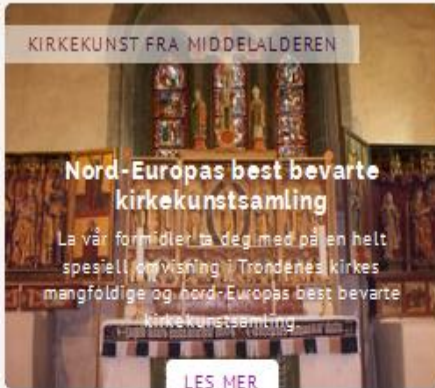 KIRKEKUNST FRA MIDDELALDEREN
Nord-Europas best bevarte
kirkekunstsamling
La vår formidler ta deg med på en helt
spesiell omvisning i Trondenes kirkes
mangfoldige og nord-Europas best bevarte
kirkekunstsamling.
LES MER